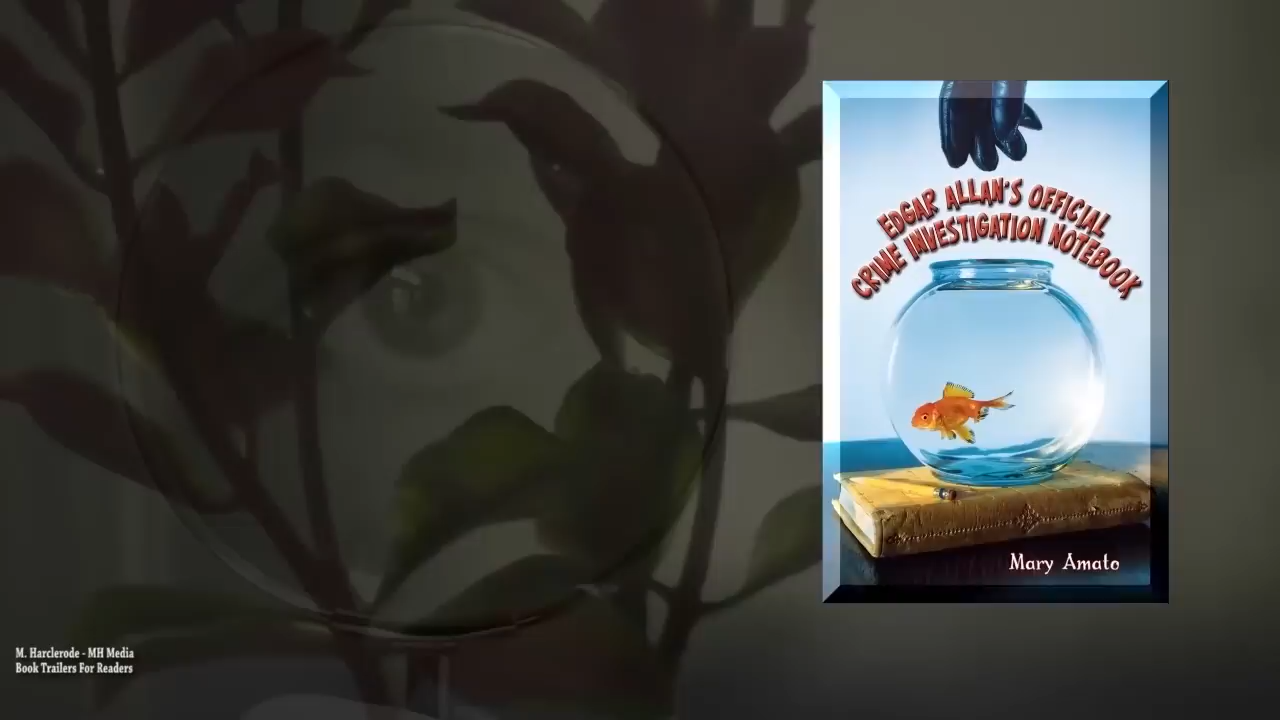 EDGAR ALLAN'S OFFICIAL
CRIME INVESTIGATION NOTEBOOK
Mary Amato
M. Harclerode - MH Media
Book Trailers For Readers